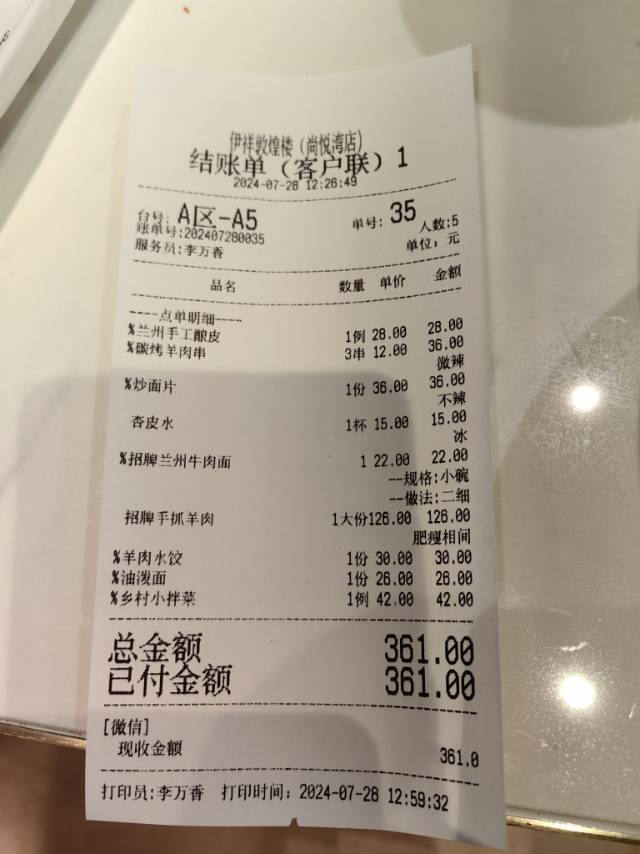 伊祥敦煌楼（尚悦湾店）
结账单（客户联）1
2024-07-28 12:26:49
台号: A区-A5 单号: 35
账单号:202407280035 人数:5
服务员:李万香 单位: 元
品名 数量 单价 金额
----点单明细----
%兰州手工酿皮 1例 28.00 28.00
%碳烤羊肉串 3串 12.00 36.00
微辣
%炒面片 1份 36.00 36.00
不辣
杏皮水 1杯 15.00 15.00
冰
%招牌兰州牛肉面 1 22.00 22.00
--规格:小碗
--做法:二细
招牌手抓羊肉 1大份126.00 126.00
肥瘦相间
%羊肉水饺 1份 30.00 30.00
%油泼面 1份 26.00 26.00
%乡村小拌菜 1例 42.00 42.00
总金额 361.00
已付金额 361.00
[微信]
现收金额 361.0
打印员:李万香 打印时间: 2024-07-28 12:59:32